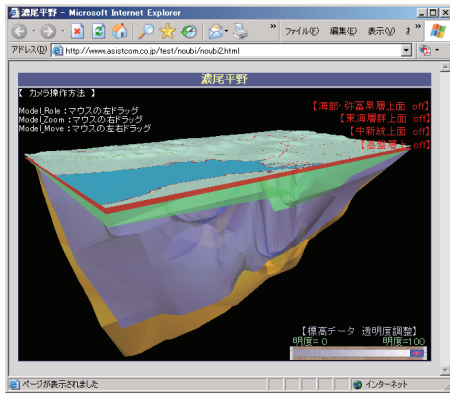 濃尾平野 - Microsoft Internet Explorer
ファイル(F) 編集(E) 表示(V)
アドレス(D) http://www.asistcom.co.jp/test/noubi/noubi2.html
濃尾平野
【 カメラ操作方法 】
Model_Role：マウスの左ドラッグ
Model_Zoom：マウスの右ドラッグ
Model_Move：マウスの左右ドラッグ
【海部・弥富累層上面 off】
【東海層群上面 off】
【中新統上面 off】
【基盤層上 off】
【標高データ 透明度調整】
明度= 0 明度=100
ページが表示されました
インターネット